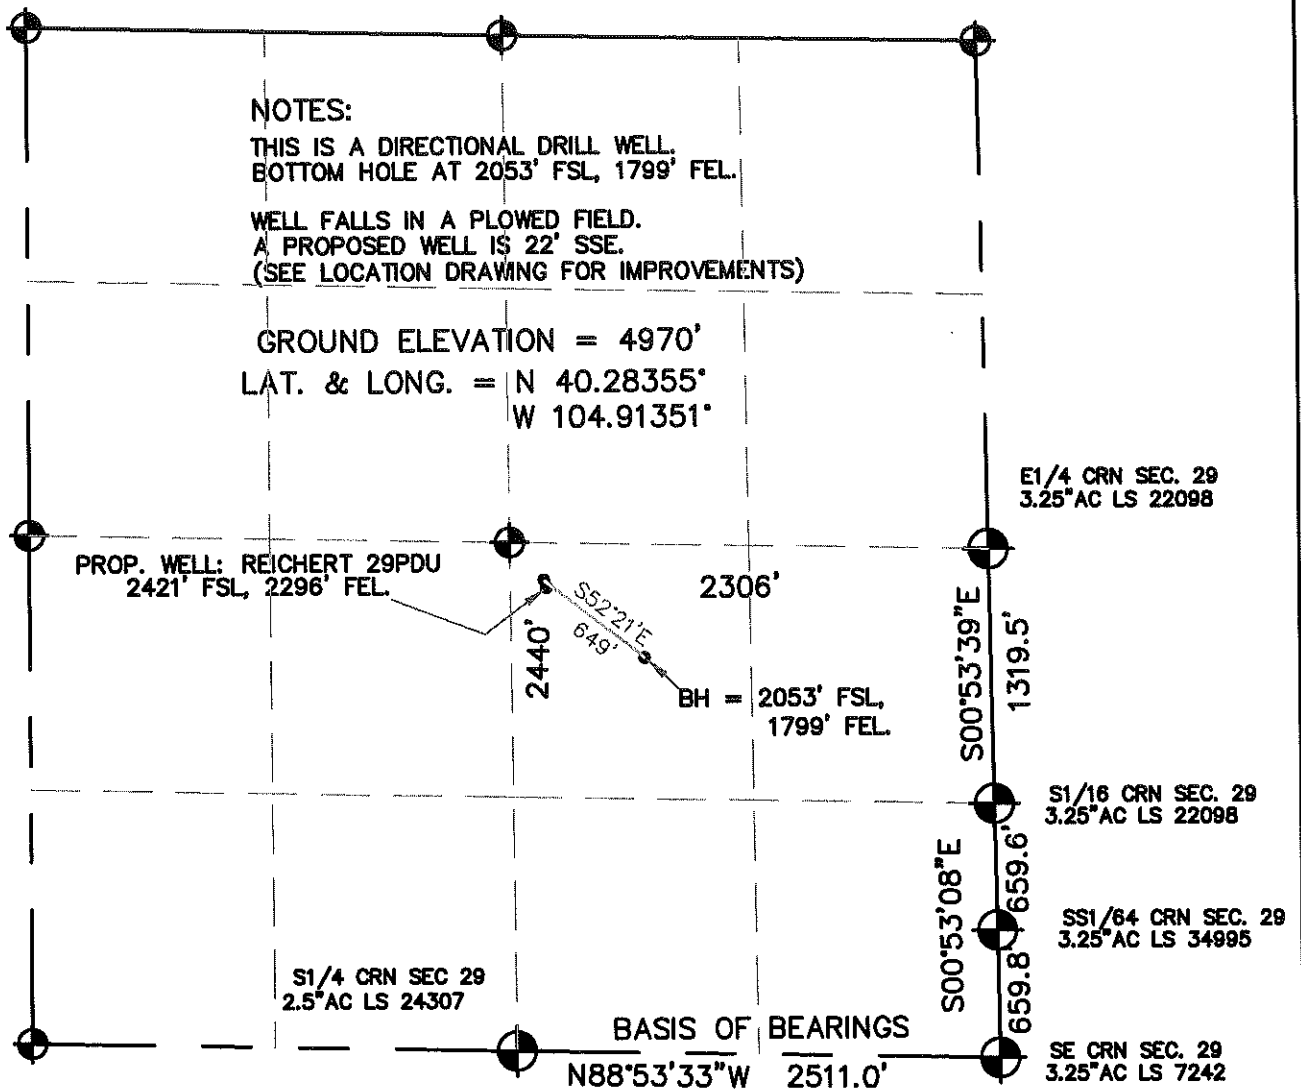 NOTES:
THIS IS A DIRECTIONAL DRILL WELL.
BOTTOM HOLE AT 2053' FSL, 1799' FEL.
WELL FALLS IN A PLOWED FIELD.
A PROPOSED WELL IS 22' SSE.
(SEE LOCATION DRAWING FOR IMPROVEMENTS)
GROUND ELEVATION = 4970'
LAT. & LONG. = N 40.28355°
W 104.91351°
E1/4 CRN SEC. 29
3.25"AC LS 22098
PROP. WELL: REICHERT 29PDU
2421' FSL, 2296' FEL.
S52°21'E
649'
2306'
2440'
BH = 2053' FSL,
1799' FEL.
S00°53'39"E
1319.5'
S1/16 CRN SEC. 29
3.25"AC LS 22098
S00°53'08"E
659.6'
SS1/64 CRN SEC. 29
3.25"AC LS 34995
659.8'
S1/4 CRN SEC 29
2.5"AC LS 24307
BASIS OF BEARINGS
N88°53'33"W 2511.0'
SE CRN SEC. 29
3.25"AC LS 7242